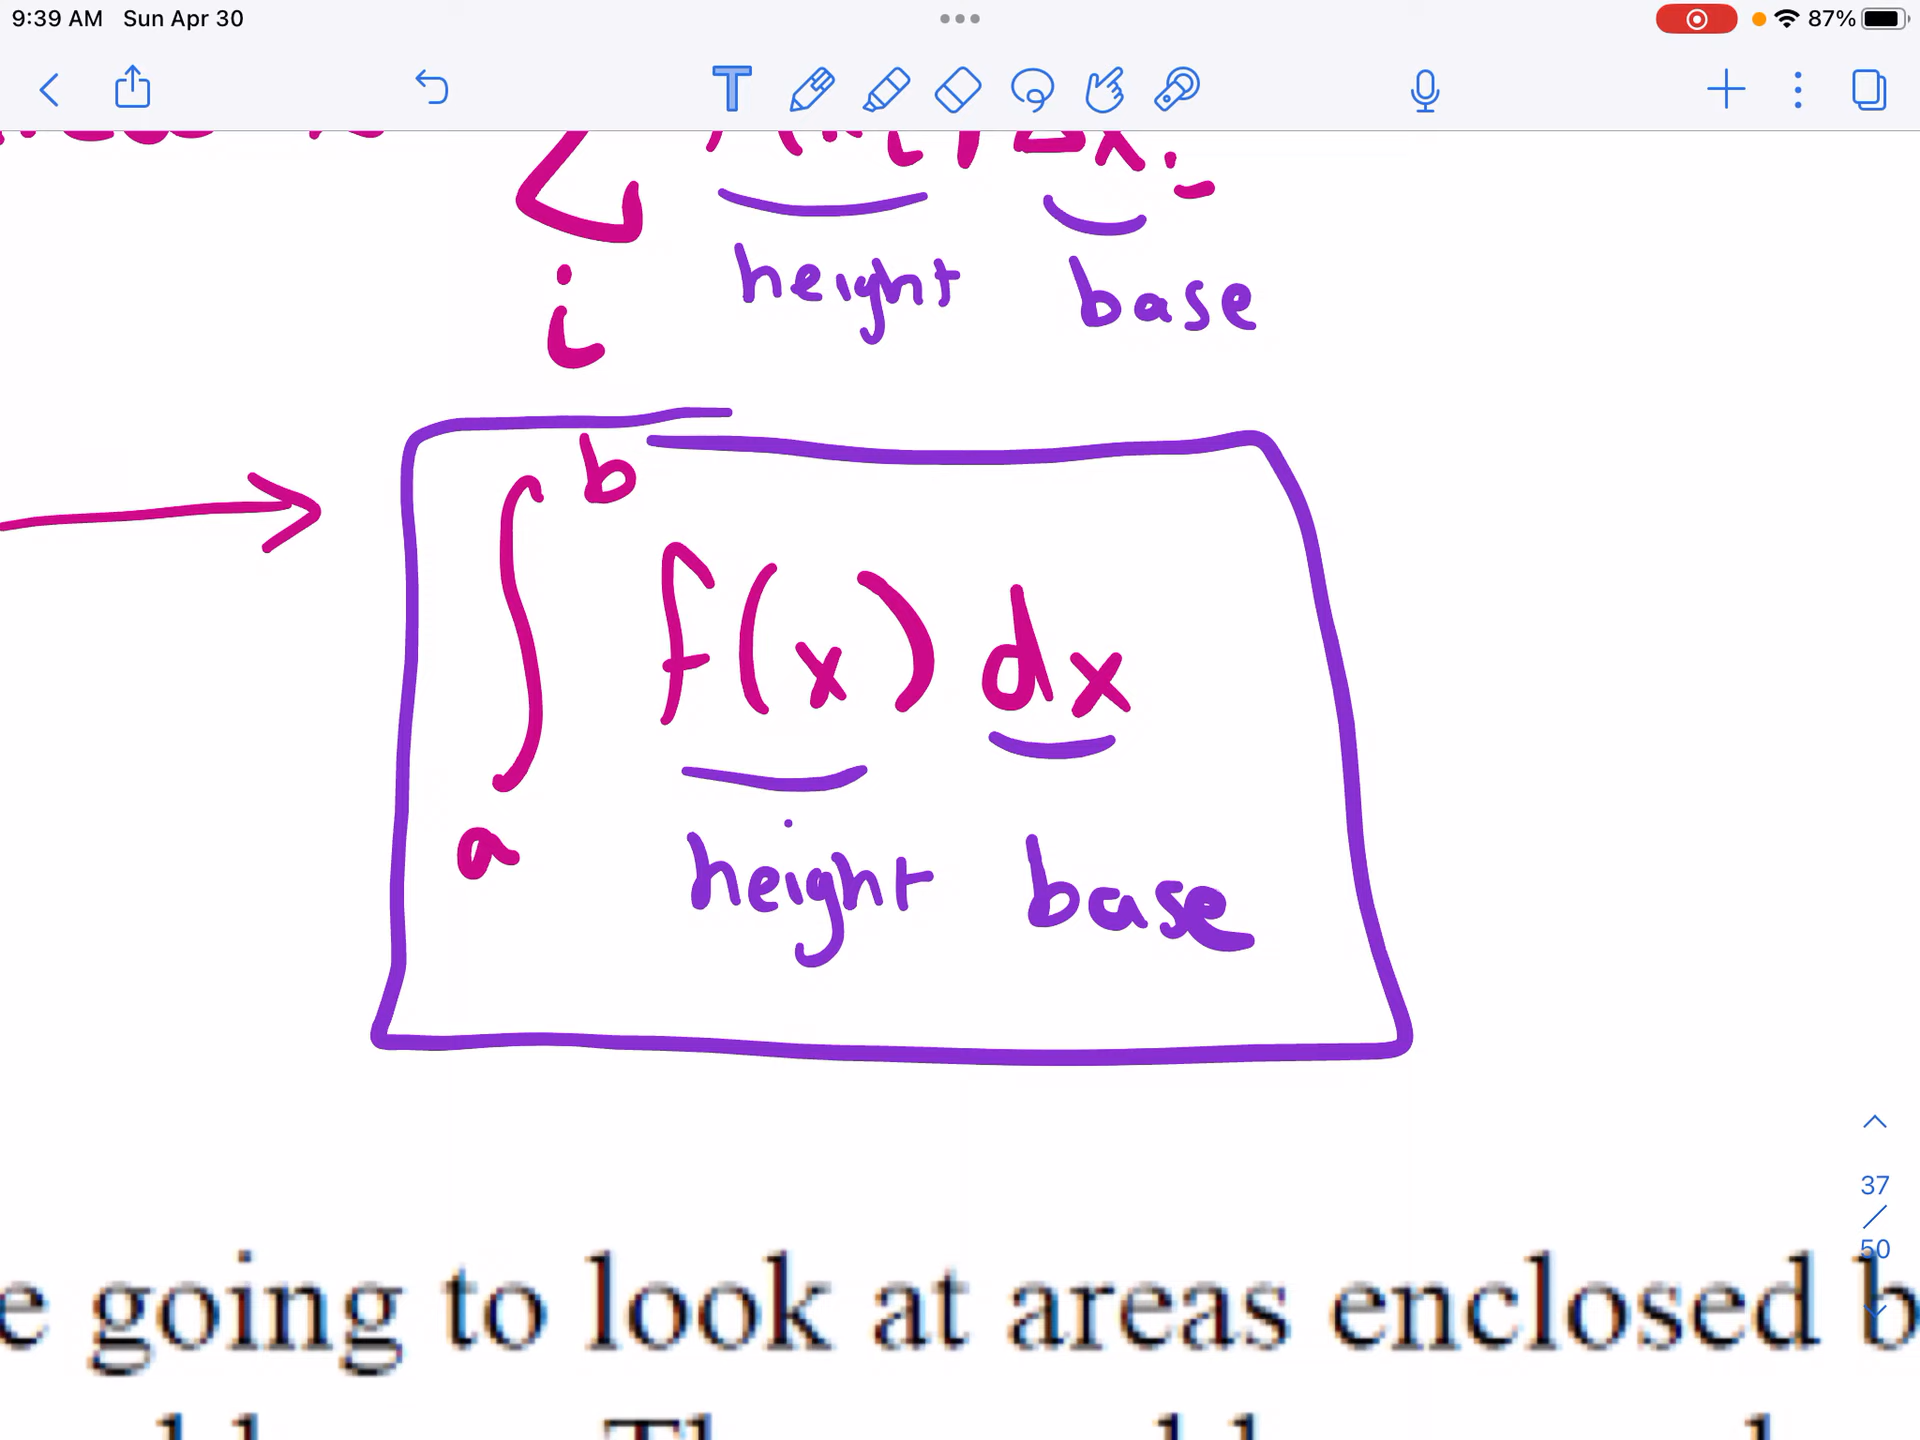 9:39 AM Sun Apr 30
87%
Δx.
height base
i
b
∫ f(x) dx
a
height base
37
/
50
going to look at areas enclosed